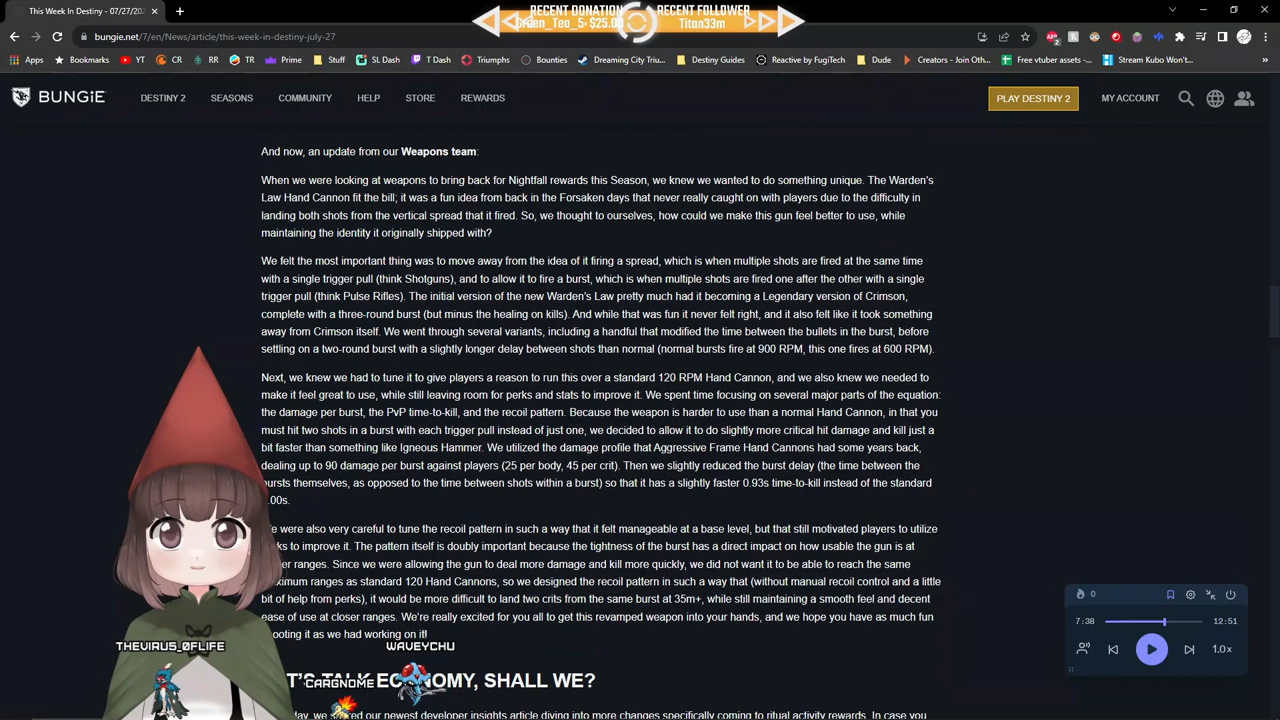 This Week In Destiny - 07/27/202
RECENT DONATION
Green_Tea_5: $25.00
RECENT FOLLOWER
Titan33m
bungie.net/7/en/News/article/this-week-in-destiny-july-27
Apps
Bookmarks
YT
CR
RR
TR
Prime
Stuff
SL Dash
T Dash
Triumphs
Bounties
Dreaming City Triu...
Destiny Guides
Reactive by FugiTech
Dude
Creators - Join Oth...
Free vtuber assets -...
Stream Kubo Won't...
BUNGiE
DESTINY 2
SEASONS
COMMUNITY
HELP
STORE
REWARDS
PLAY DESTINY 2
MY ACCOUNT
And now, an update from our Weapons team:
When we were looking at weapons to bring back for Nightfall rewards this Season, we knew we wanted to do something unique. The Warden's
Law Hand Cannon fit the bill; it was a fun idea from back in the Forsaken days that never really caught on with players due to the difficulty in
landing both shots from the vertical spread that it fired. So, we thought to ourselves, how could we make this gun feel better to use, while
maintaining the identity it originally shipped with?
We felt the most important thing was to move away from the idea of it firing a spread, which is when multiple shots are fired at the same time
with a single trigger pull (think Shotguns), and to allow it to fire a burst, which is when multiple shots are fired one after the other with a single
trigger pull (think Pulse Rifles). The initial version of the new Warden's Law pretty much had it becoming a Legendary version of Crimson,
complete with a three-round burst (but minus the healing on kills). And while that was fun it never felt right, and it also felt like it took something
away from Crimson itself. We went through several variants, including a handful that modified the time between the bullets in the burst, before
settling on a two-round burst with a slightly longer delay between shots than normal (normal bursts fire at 900 RPM, this one fires at 600 RPM).
Next, we knew we had to tune it to give players a reason to run this over a standard 120 RPM Hand Cannon, and we also knew we needed to
make it feel great to use, while still leaving room for perks and stats to improve it. We spent time focusing on several major parts of the equation:
the damage per burst, the PvP time-to-kill, and the recoil pattern. Because the weapon is harder to use than a normal Hand Cannon, in that you
must hit two shots in a burst with each trigger pull instead of just one, we decided to allow it to do slightly more critical hit damage and kill just a
bit faster than something like Igneous Hammer. We utilized the damage profile that Aggressive Frame Hand Cannons had some years back,
dealing up to 90 damage per burst against players (25 per body, 45 per crit). Then we slightly reduced the burst delay (the time between the
ursts themselves, as opposed to the time between shots within a burst) so that it has a slightly faster 0.93s time-to-kill instead of the standard
.00s.
e were also very careful to tune the recoil pattern in such a way that it felt manageable at a base level, but that still motivated players to utilize
ks to improve it. The pattern itself is doubly important because the tightness of the burst has a direct impact on how usable the gun is at
er ranges. Since we were allowing the gun to deal more damage and kill more quickly, we did not want it to be able to reach the same
ximum ranges as standard 120 Hand Cannons, so we designed the recoil pattern in such a way that (without manual recoil control and a little
bit of help from perks), it would be more difficult to land two crits from the same burst at 35m+, while still maintaining a smooth feel and decent
ease of use at closer ranges. We're really excited for you all to get this revamped weapon into your hands, and we hope you have as much fun
hooting it as we had working on it!
THEVIRUS_0FLIFE
WAVEYCHU
CARGNOME
T'S TALK ECONOMY, SHALL WE?
day, we shared our newest developer insights article diving into more changes specifically coming to ritual activity rewards. In case you
0
7:38
12:51
1.0x